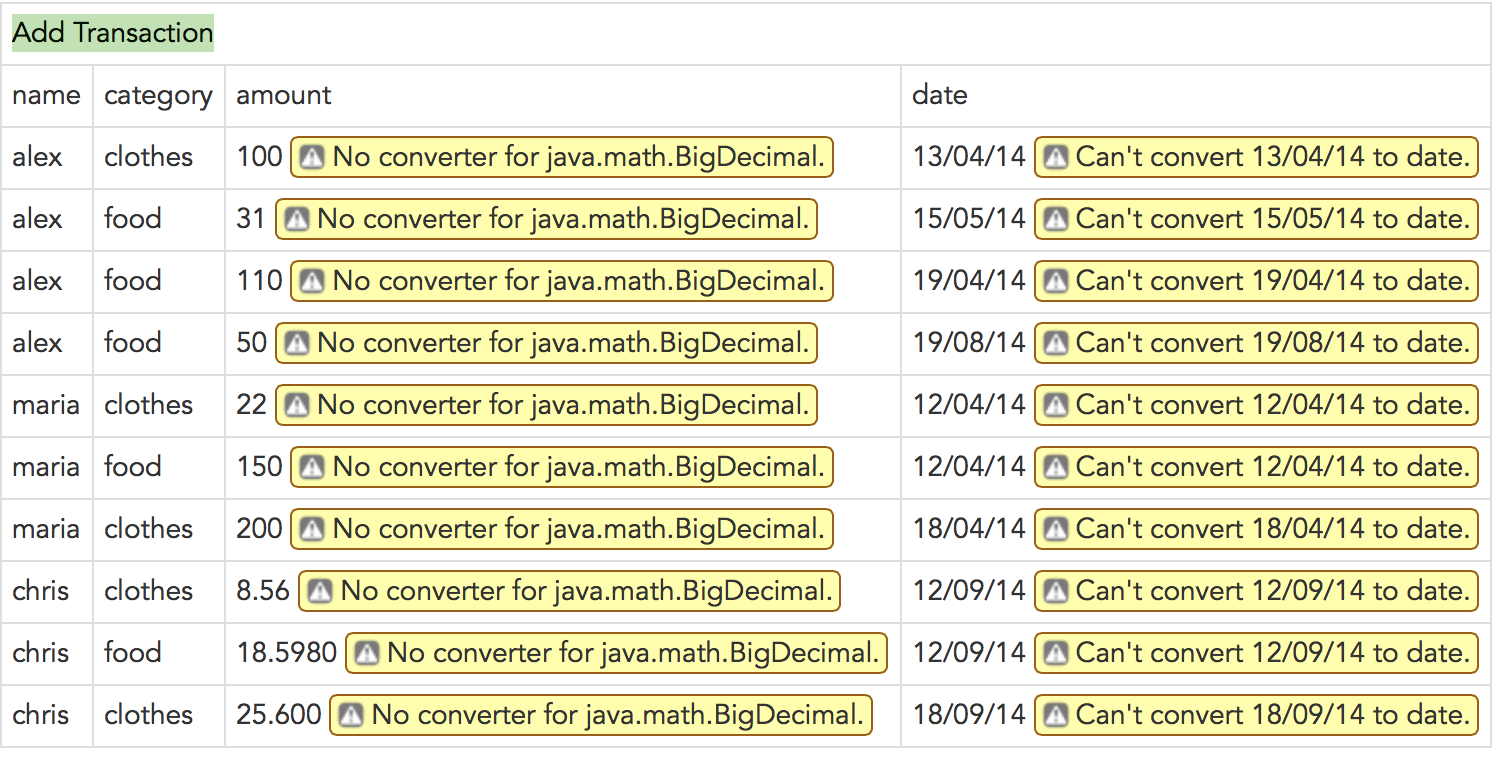 Add Transaction
name category amount date
alex clothes 100 No converter for java.math.BigDecimal. 13/04/14 Can't convert 13/04/14 to date.
alex food 31 No converter for java.math.BigDecimal. 15/05/14 Can't convert 15/05/14 to date.
alex food 110 No converter for java.math.BigDecimal. 19/04/14 Can't convert 19/04/14 to date.
alex food 50 No converter for java.math.BigDecimal. 19/08/14 Can't convert 19/08/14 to date.
maria clothes 22 No converter for java.math.BigDecimal. 12/04/14 Can't convert 12/04/14 to date.
maria food 150 No converter for java.math.BigDecimal. 12/04/14 Can't convert 12/04/14 to date.
maria clothes 200 No converter for java.math.BigDecimal. 18/04/14 Can't convert 18/04/14 to date.
chris clothes 8.56 No converter for java.math.BigDecimal. 12/09/14 Can't convert 12/09/14 to date.
chris food 18.5980 No converter for java.math.BigDecimal. 12/09/14 Can't convert 12/09/14 to date.
chris clothes 25.600 No converter for java.math.BigDecimal. 18/09/14 Can't convert 18/09/14 to date.